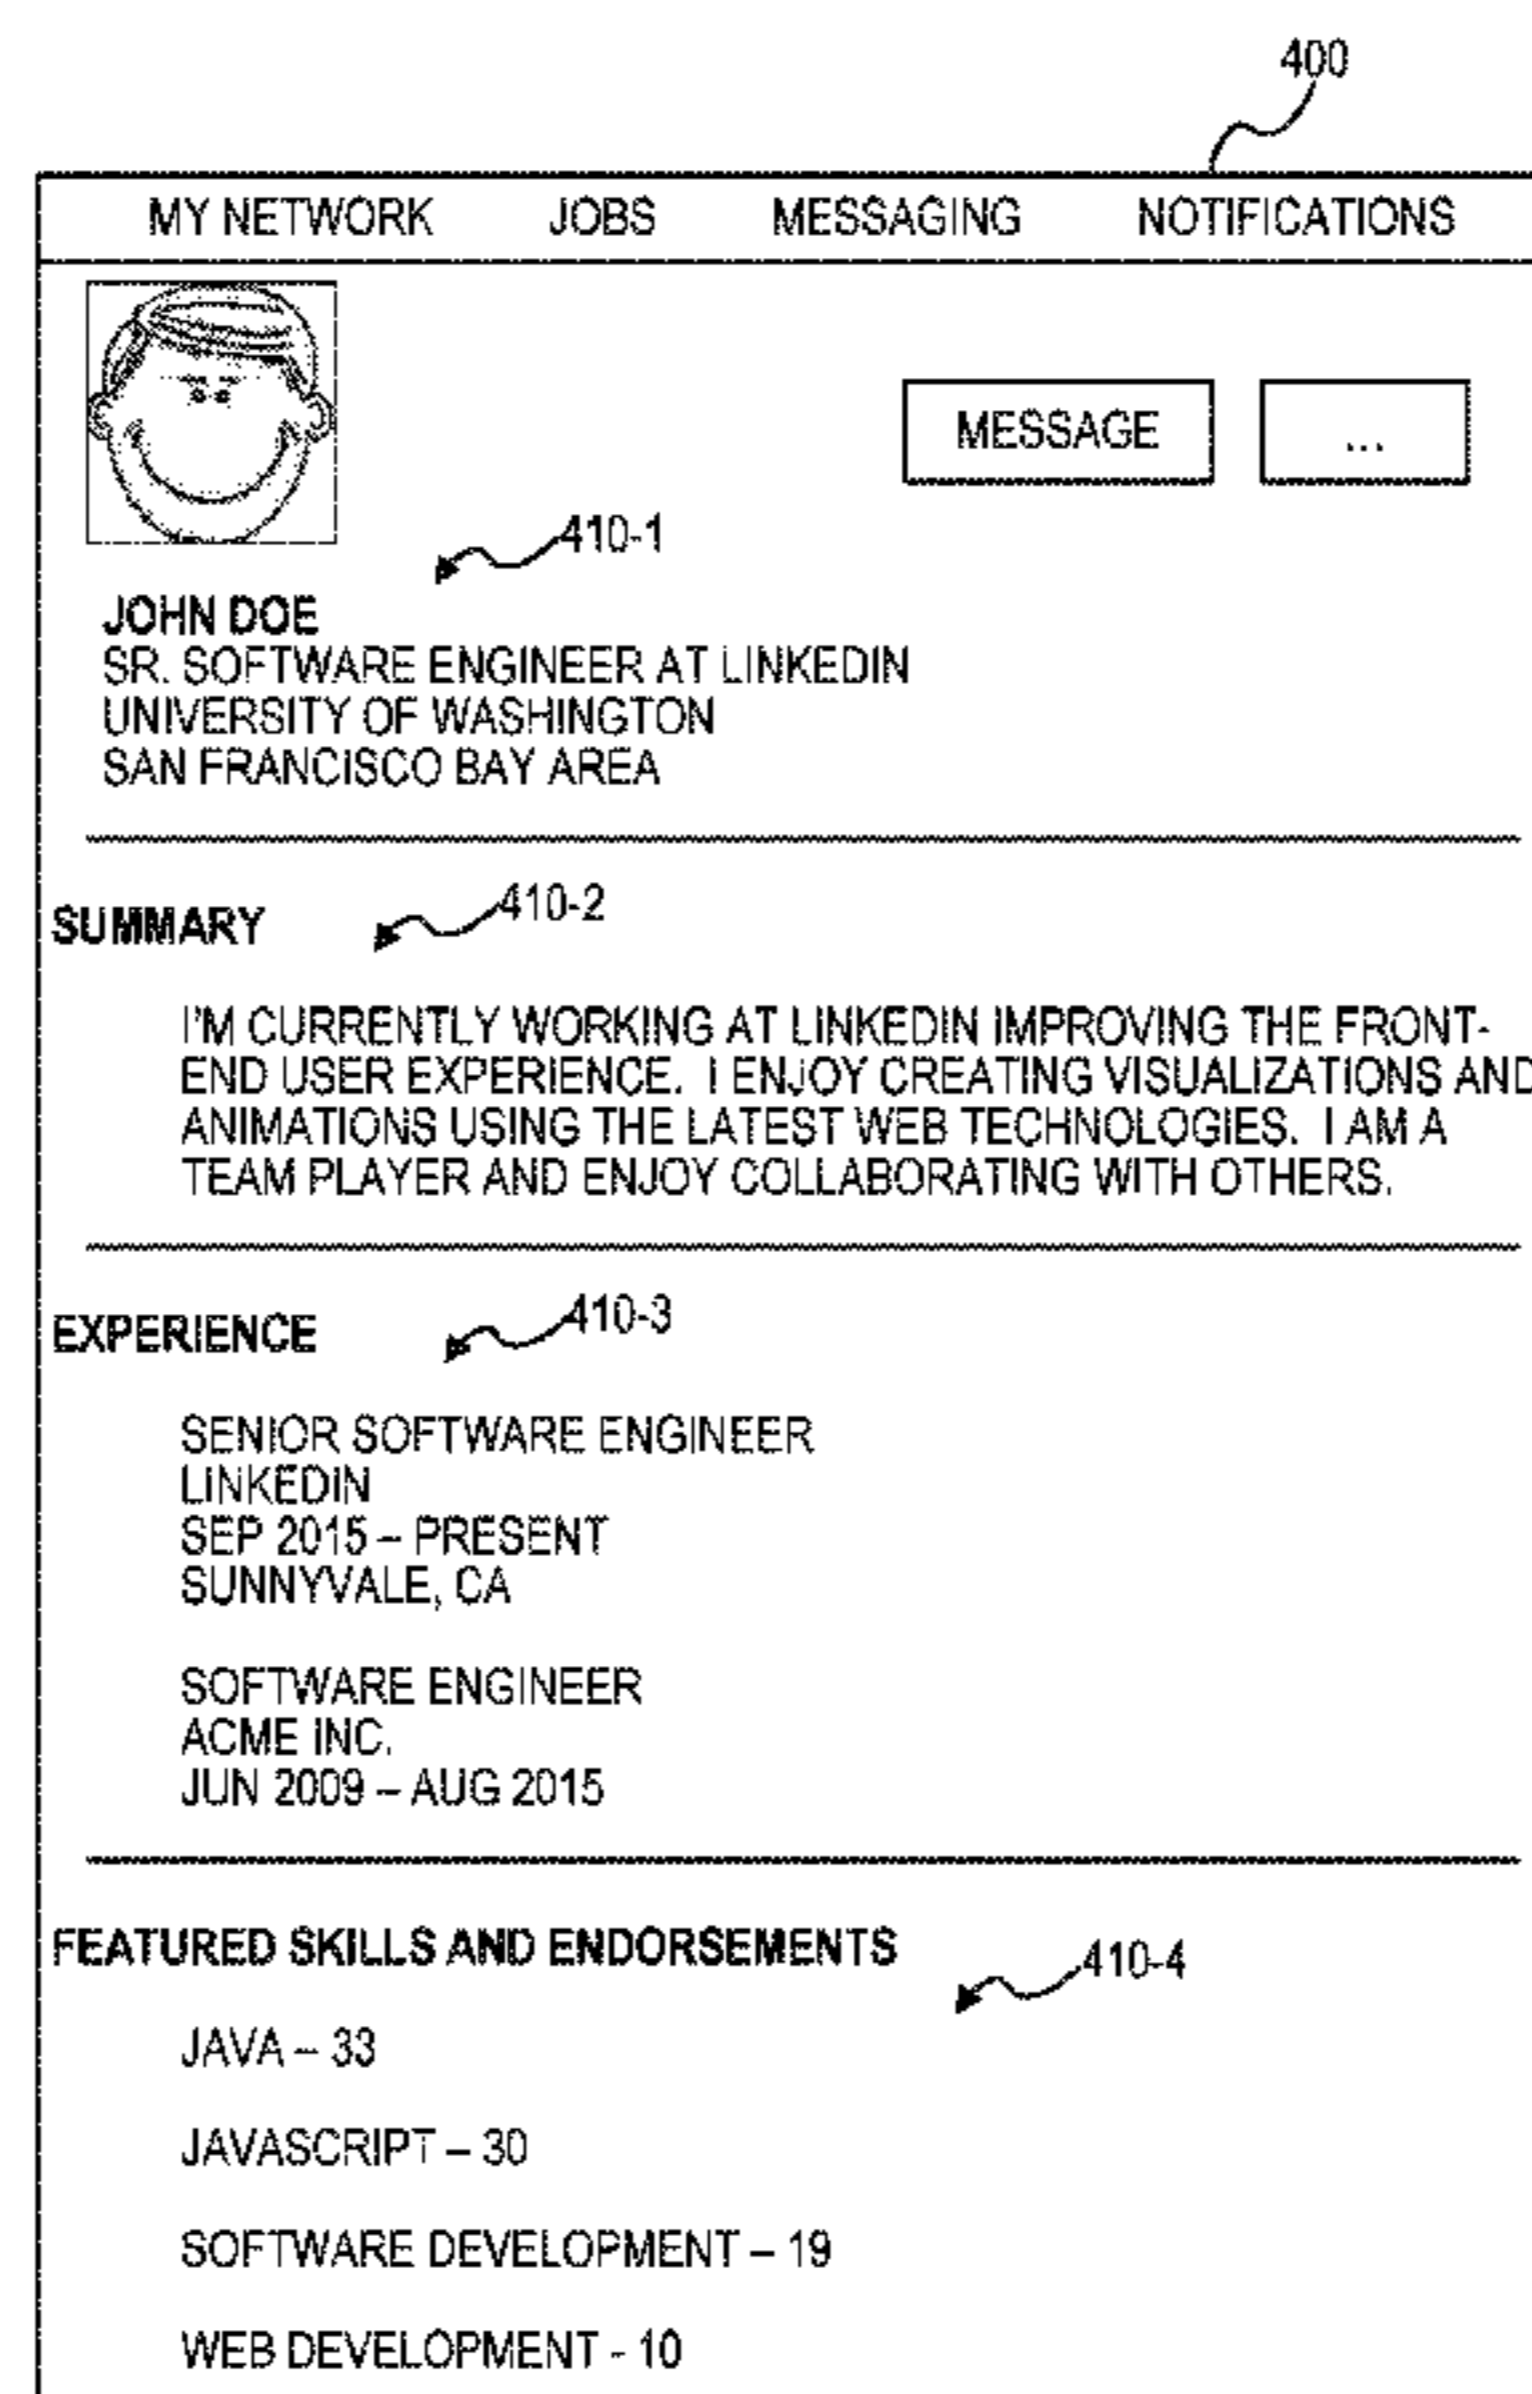 400
MY NETWORK JOBS MESSAGING NOTIFICATIONS
MESSAGE ...
410-1
JOHN DOE
SR. SOFTWARE ENGINEER AT LINKEDIN
UNIVERSITY OF WASHINGTON
SAN FRANCISCO BAY AREA
410-2
SUMMARY
I'M CURRENTLY WORKING AT LINKEDIN IMPROVING THE FRONT-
END USER EXPERIENCE. I ENJOY CREATING VISUALIZATIONS AND
ANIMATIONS USING THE LATEST WEB TECHNOLOGIES. I AM A
TEAM PLAYER AND ENJOY COLLABORATING WITH OTHERS.
410-3
EXPERIENCE
SENIOR SOFTWARE ENGINEER
LINKEDIN
SEP 2015 – PRESENT
SUNNYVALE, CA
SOFTWARE ENGINEER
ACME INC.
JUN 2009 – AUG 2015
FEATURED SKILLS AND ENDORSEMENTS
410-4
JAVA – 33
JAVASCRIPT – 30
SOFTWARE DEVELOPMENT – 19
WEB DEVELOPMENT - 10